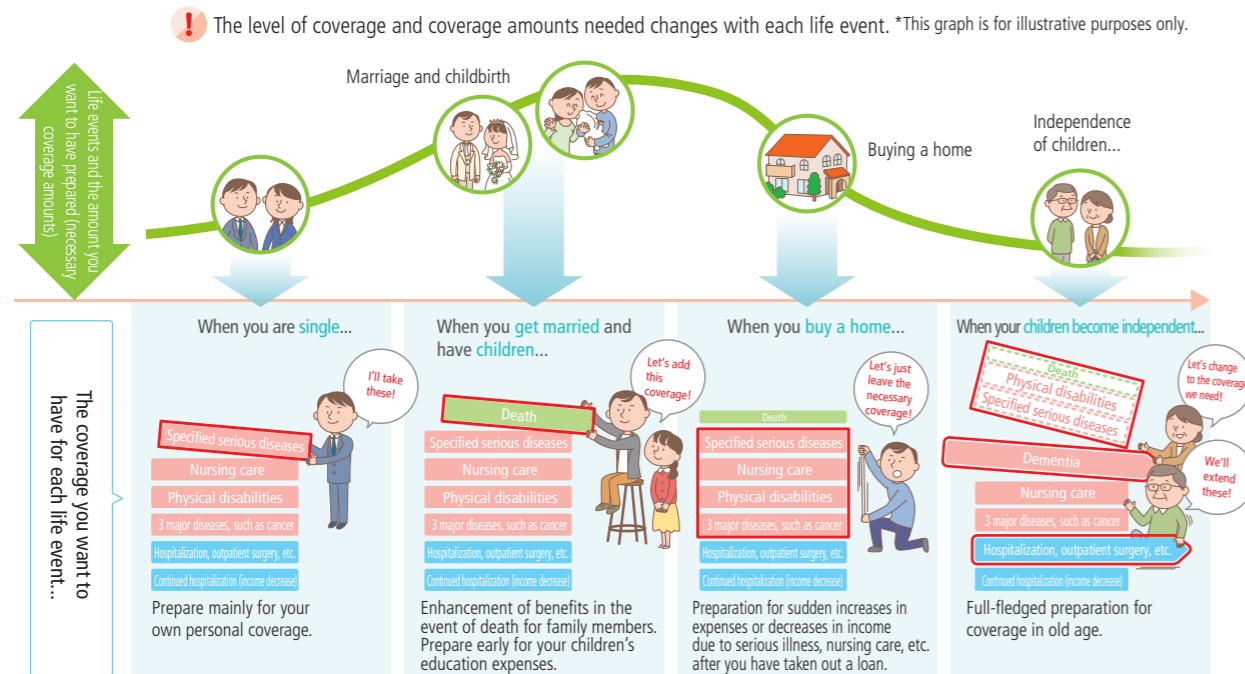 ! The level of coverage and coverage amounts needed changes with each life event. *This graph is for illustrative purposes only.
Life events and the amount you
want to have prepared (necessary
coverage amounts)
Marriage and childbirth
Buying a home
Independence
of children...
The coverage you want to
have for each life event...
When you are single...
I'll take
these!
Specified serious diseases
Nursing care
Physical disabilities
3 major diseases, such as cancer
Hospitalization, outpatient surgery, etc.
Continued hospitalization (income decrease)
Prepare mainly for your
own personal coverage.
When you get married and
have children...
Let's add
this
coverage!
Death
Specified serious diseases
Nursing care
Physical disabilities
3 major diseases, such as cancer
Hospitalization, outpatient surgery, etc.
Continued hospitalization (income decrease)
Enhancement of benefits in the
event of death for family members.
Prepare early for your children's
education expenses.
When you buy a home...
Let's just
leave the
necessary
coverage!
Death
Specified serious diseases
Nursing care
Physical disabilities
3 major diseases, such as cancer
Hospitalization, outpatient surgery, etc.
Continued hospitalization (income decrease)
Preparation for sudden increases in
expenses or decreases in income
due to serious illness, nursing care, etc.
after you have taken out a loan.
When your children become independent...
Let's change
to the coverage
we need!
Death
Physical disabilities
Specified serious diseases
We'll
extend
these!
Dementia
Nursing care
3 major diseases, such as cancer
Hospitalization, outpatient surgery, etc.
Continued hospitalization (income decrease)
Full-fledged preparation for
coverage in old age.